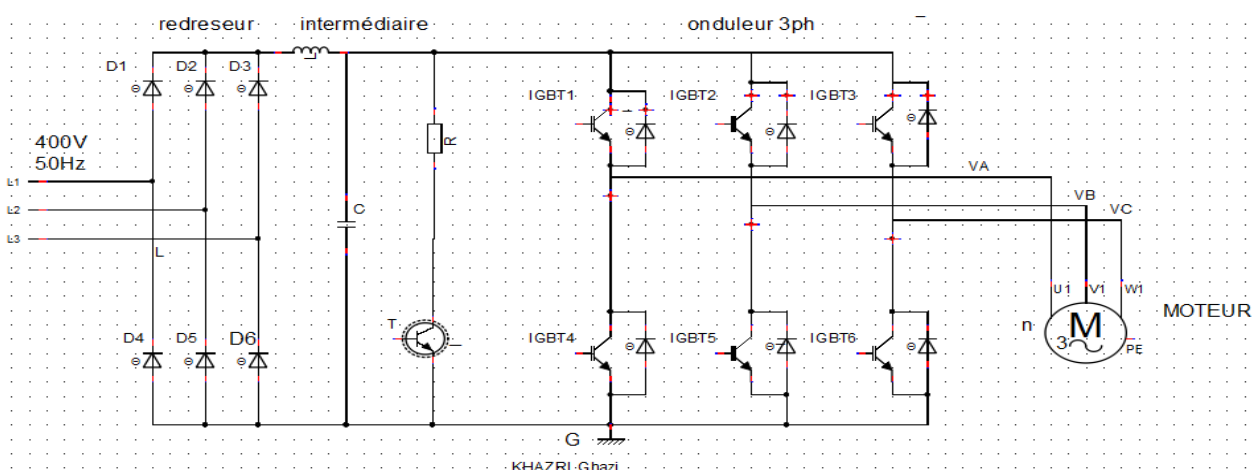 redreseur intermédiaire onduleur 3ph
D1 D2 D3
L
IGBT1 IGBT2 IGBT3
400V
50Hz
R
L1
L2
L3
L
C
VA
VB
VC
U1 V1 W1
MOTEUR
n
M
3
PE
T
D4 D5 D6
IGBT4 IGBT5 IGBT6
G
KHAZRI Ghazi